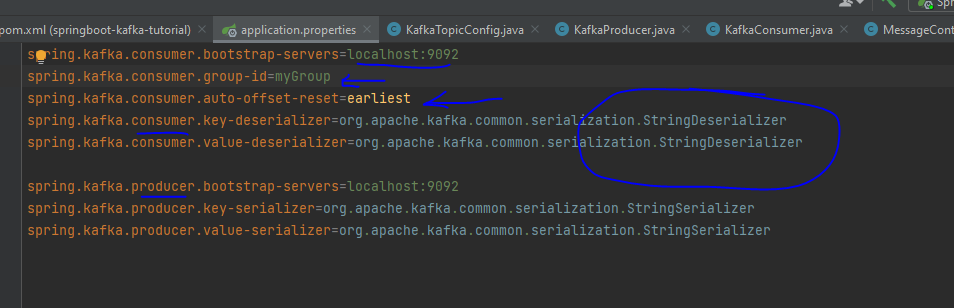 pom.xml (springboot-kafka-tutorial) application.properties KafkaTopicConfig.java KafkaProducer.java KafkaConsumer.java
spring.kafka.consumer.bootstrap-servers=localhost:9092
spring.kafka.consumer.group-id=myGroup
spring.kafka.consumer.auto-offset-reset=earliest
spring.kafka.consumer.key-deserializer=org.apache.kafka.common.serialization.StringDeserializer
spring.kafka.consumer.value-deserializer=org.apache.kafka.common.serialization.StringDeserializer
spring.kafka.producer.bootstrap-servers=localhost:9092
spring.kafka.producer.key-serializer=org.apache.kafka.common.serialization.StringSerializer
spring.kafka.producer.value-serializer=org.apache.kafka.common.serialization.StringSerializer